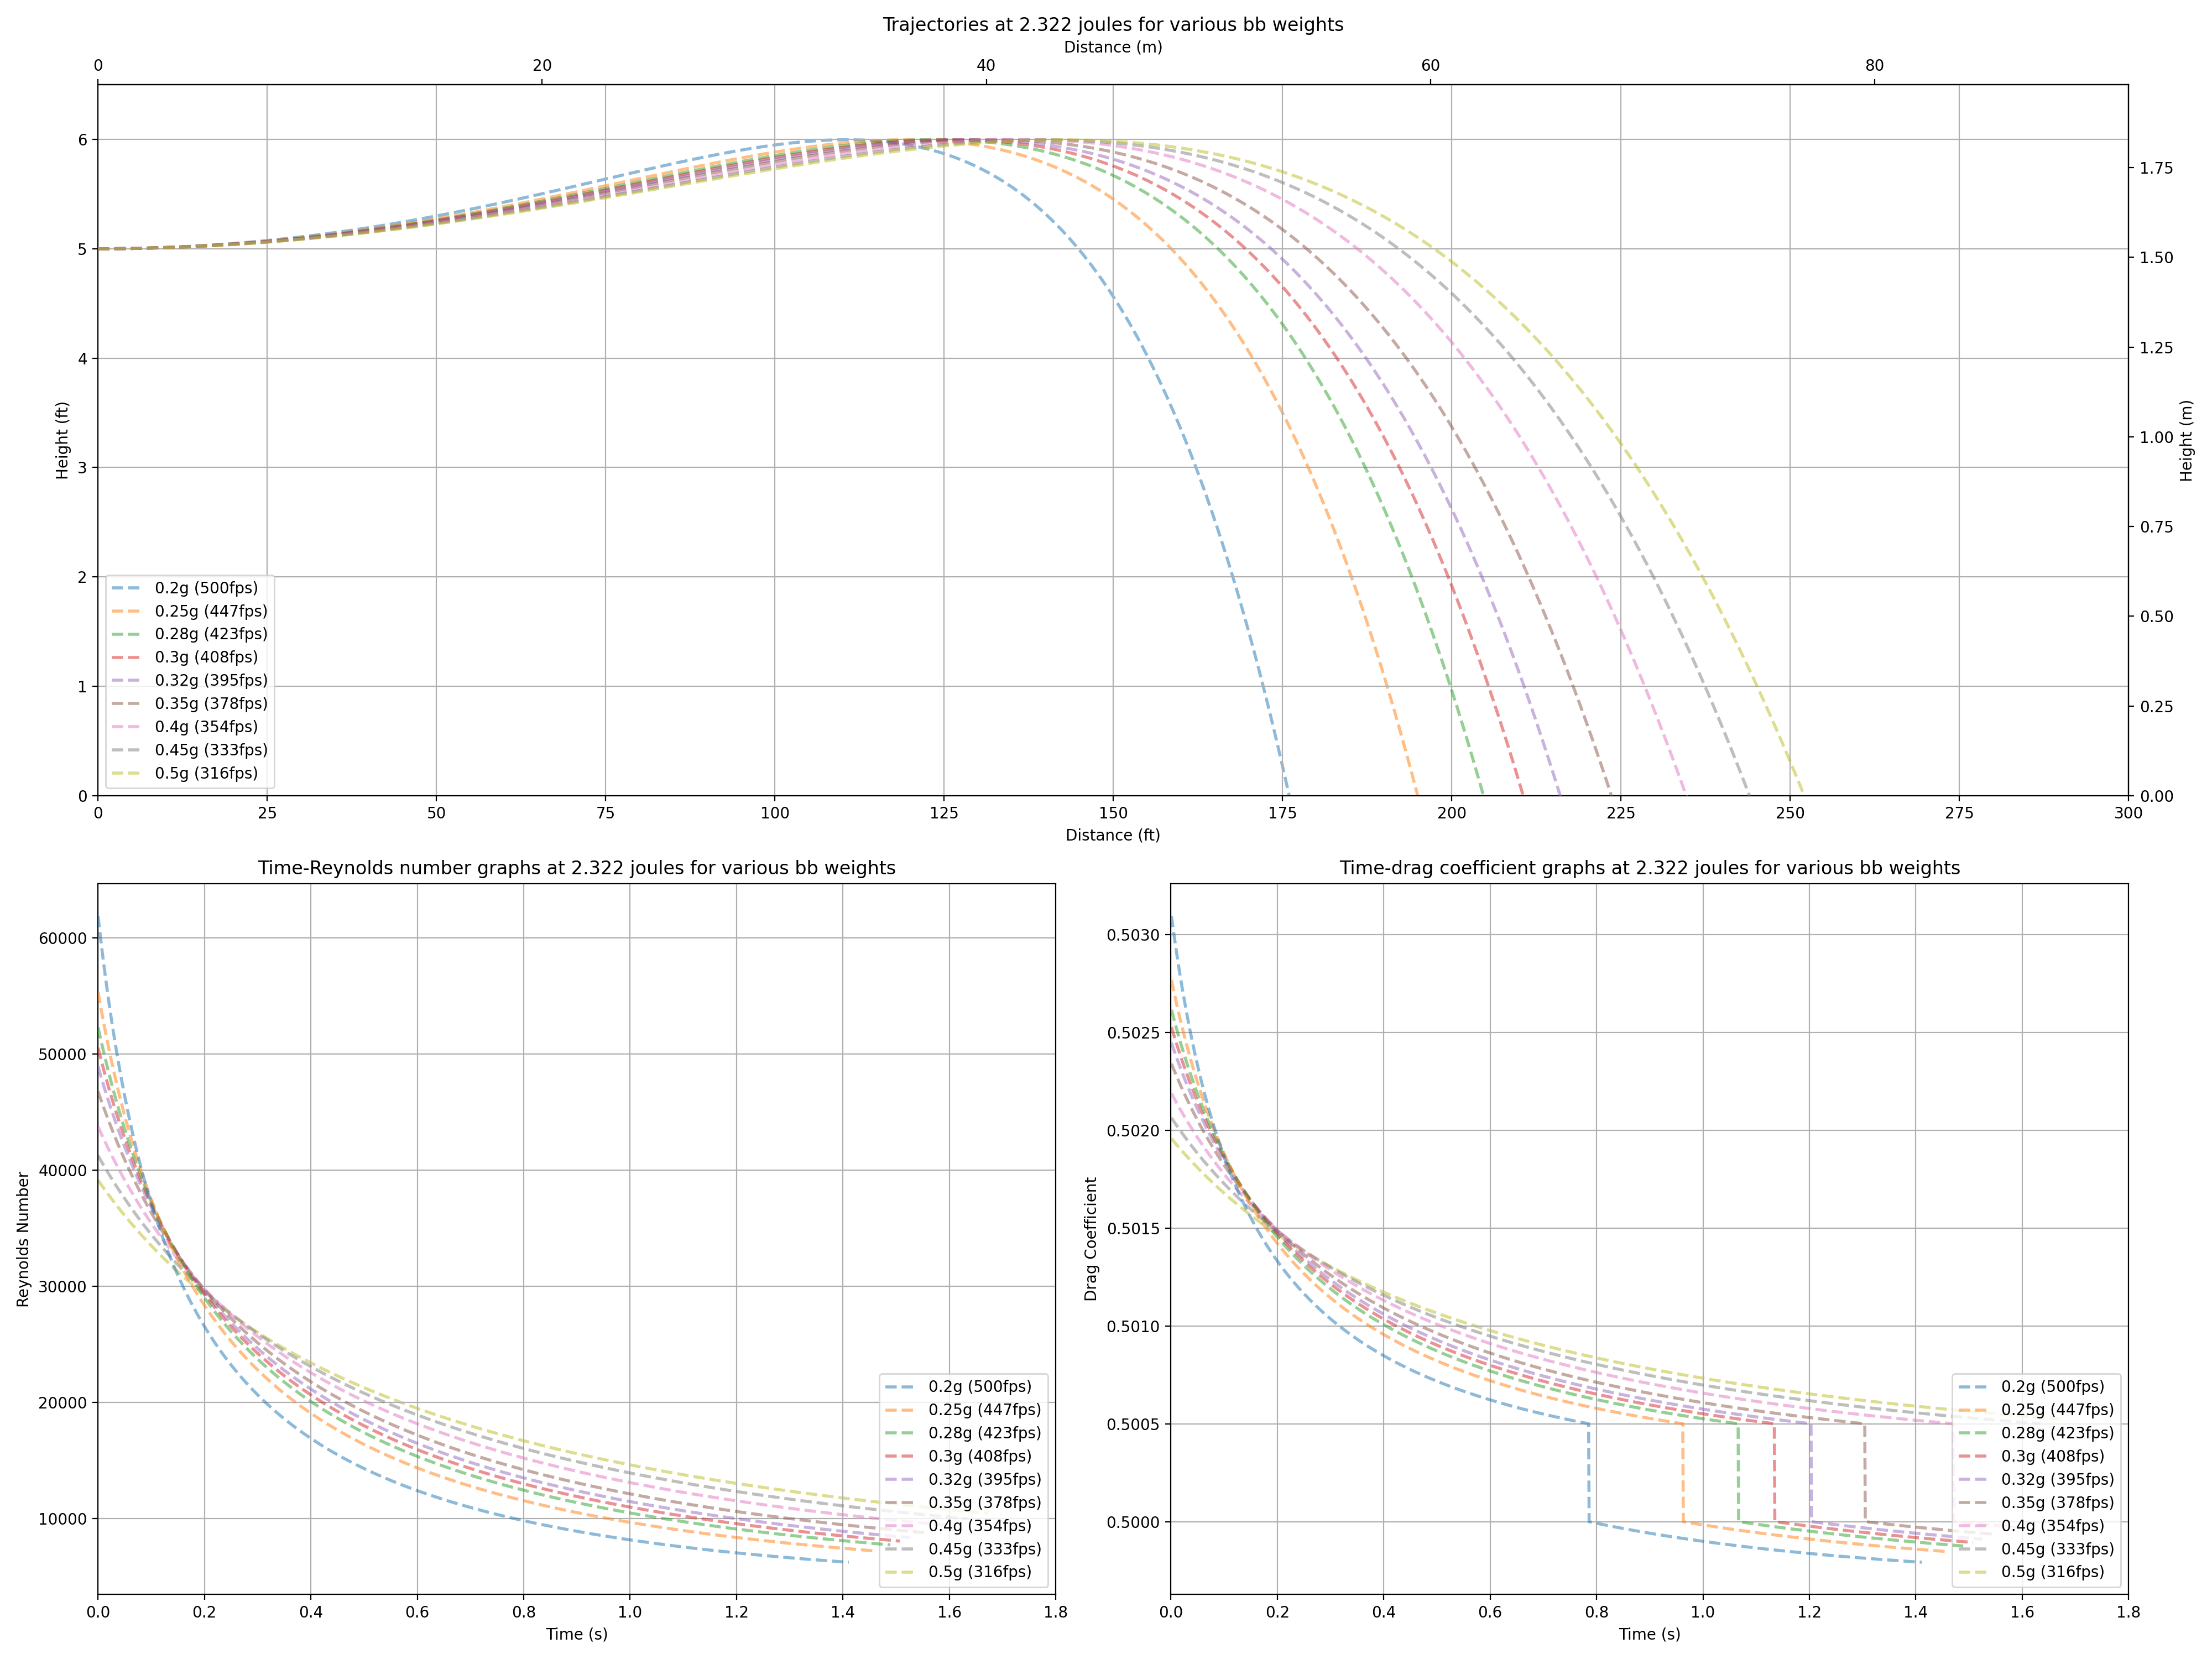 Trajectories at 2.322 joules for various bb weights
Distance (m)
0 20 40 60 80
6
5
4
3
2
1
0
Height (ft)
1.75
1.50
1.25
1.00
0.75
0.50
0.25
0.00
Height (m)
0.2g (500fps)
0.25g (447fps)
0.28g (423fps)
0.3g (408fps)
0.32g (395fps)
0.35g (378fps)
0.4g (354fps)
0.45g (333fps)
0.5g (316fps)
0 25 50 75 100 125 150 175 200 225 250 275 300
Distance (ft)
Time-Reynolds number graphs at 2.322 joules for various bb weights
60000
50000
40000
30000
20000
10000
Reynolds Number
0.2g (500fps)
0.25g (447fps)
0.28g (423fps)
0.3g (408fps)
0.32g (395fps)
0.35g (378fps)
0.4g (354fps)
0.45g (333fps)
0.5g (316fps)
0.0 0.2 0.4 0.6 0.8 1.0 1.2 1.4 1.6 1.8
Time (s)
Time-drag coefficient graphs at 2.322 joules for various bb weights
0.5030
0.5025
0.5020
0.5015
0.5010
0.5005
0.5000
Drag Coefficient
0.2g (500fps)
0.25g (447fps)
0.28g (423fps)
0.3g (408fps)
0.32g (395fps)
0.35g (378fps)
0.4g (354fps)
0.45g (333fps)
0.5g (316fps)
0.0 0.2 0.4 0.6 0.8 1.0 1.2 1.4 1.6 1.8
Time (s)